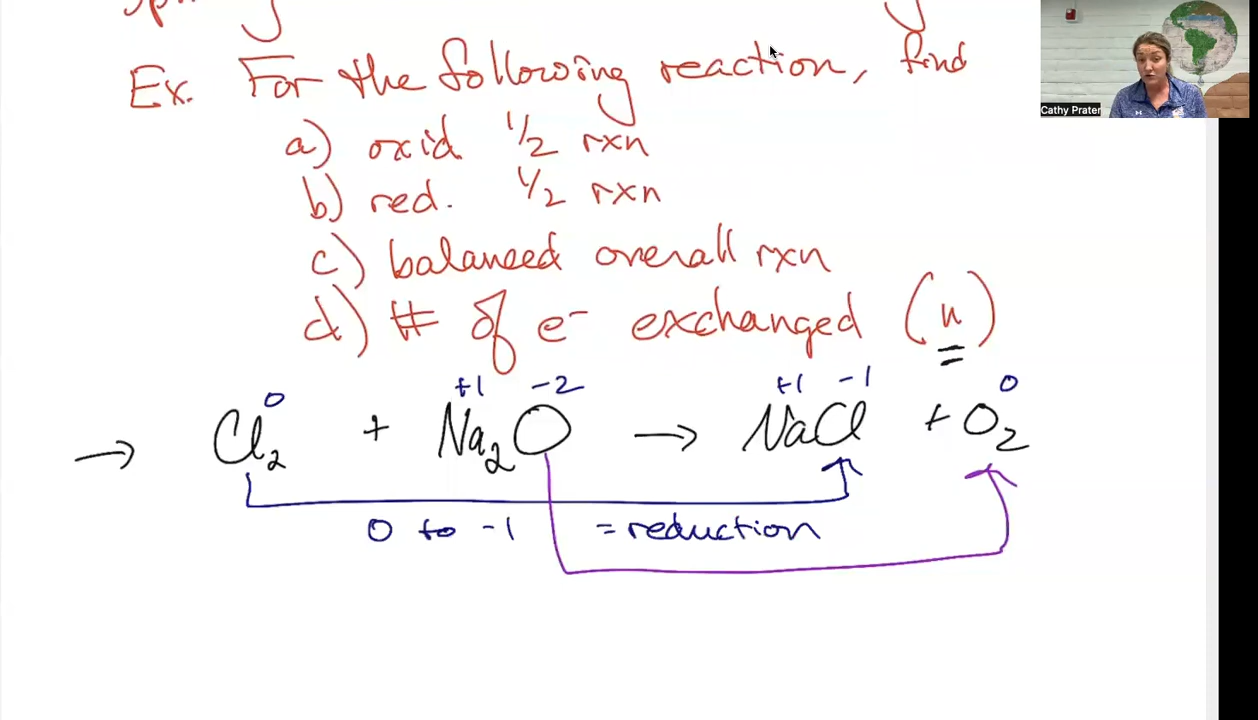 Ex. For the following reaction, find
Cathy Prater
a) oxid. 1/2 rxn
b) red. 1/2 rxn
c) balanced overall rxn
d) # of e⁻ exchanged (n)
0 +1 -2 +1 -1 0
→ Cl₂ + Na₂O → NaCl + O₂
0 to -1 = reduction